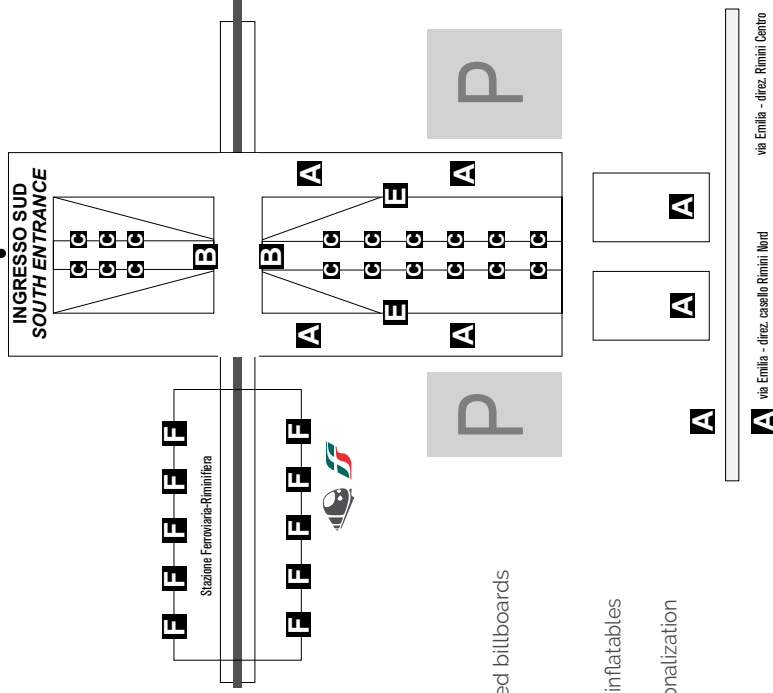 INGRESSO SUD
SOUTH ENTRANCE
C C C
C C C
B
B
C C C C C C
C C C C C C
A A
E
E
A A
F F F F F
Stazione Ferroviaria-Riminifiera
F F F F F
FS
P
P
A
A
A
A via Emilia - direz. casello Rimini Nord
via Emilia - direz. Rimini Centro
ed billboards
inflatables
onalization